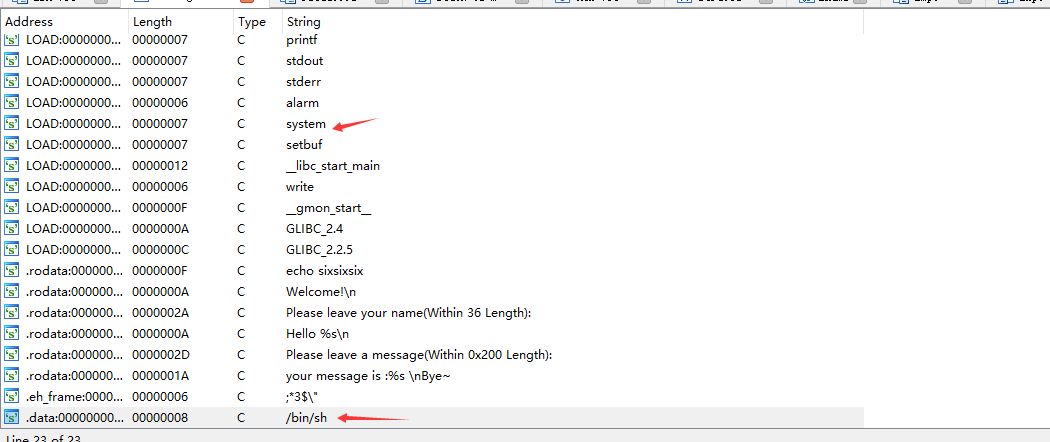 Address Length Type String
LOAD:0000000... 00000007 C printf
LOAD:0000000... 00000007 C stdout
LOAD:0000000... 00000007 C stderr
LOAD:0000000... 00000006 C alarm
LOAD:0000000... 00000007 C system
LOAD:0000000... 00000007 C setbuf
LOAD:0000000... 00000012 C __libc_start_main
LOAD:0000000... 00000006 C write
LOAD:0000000... 0000000F C __gmon_start__
LOAD:0000000... 0000000A C GLIBC_2.4
LOAD:0000000... 0000000C C GLIBC_2.2.5
.rodata:000000... 0000000F C echo sixsixsix
.rodata:000000... 0000000A C Welcome!\n
.rodata:000000... 0000002A C Please leave your name(Within 36 Length):
.rodata:000000... 0000000A C Hello %s\n
.rodata:000000... 0000002D C Please leave a message(Within 0x200 Length):
.rodata:000000... 0000001A C your message is :%s \nBye~
.eh_frame:0000... 00000006 C ;*3$\"
.data:00000000... 00000008 C /bin/sh
Line 23 of 23